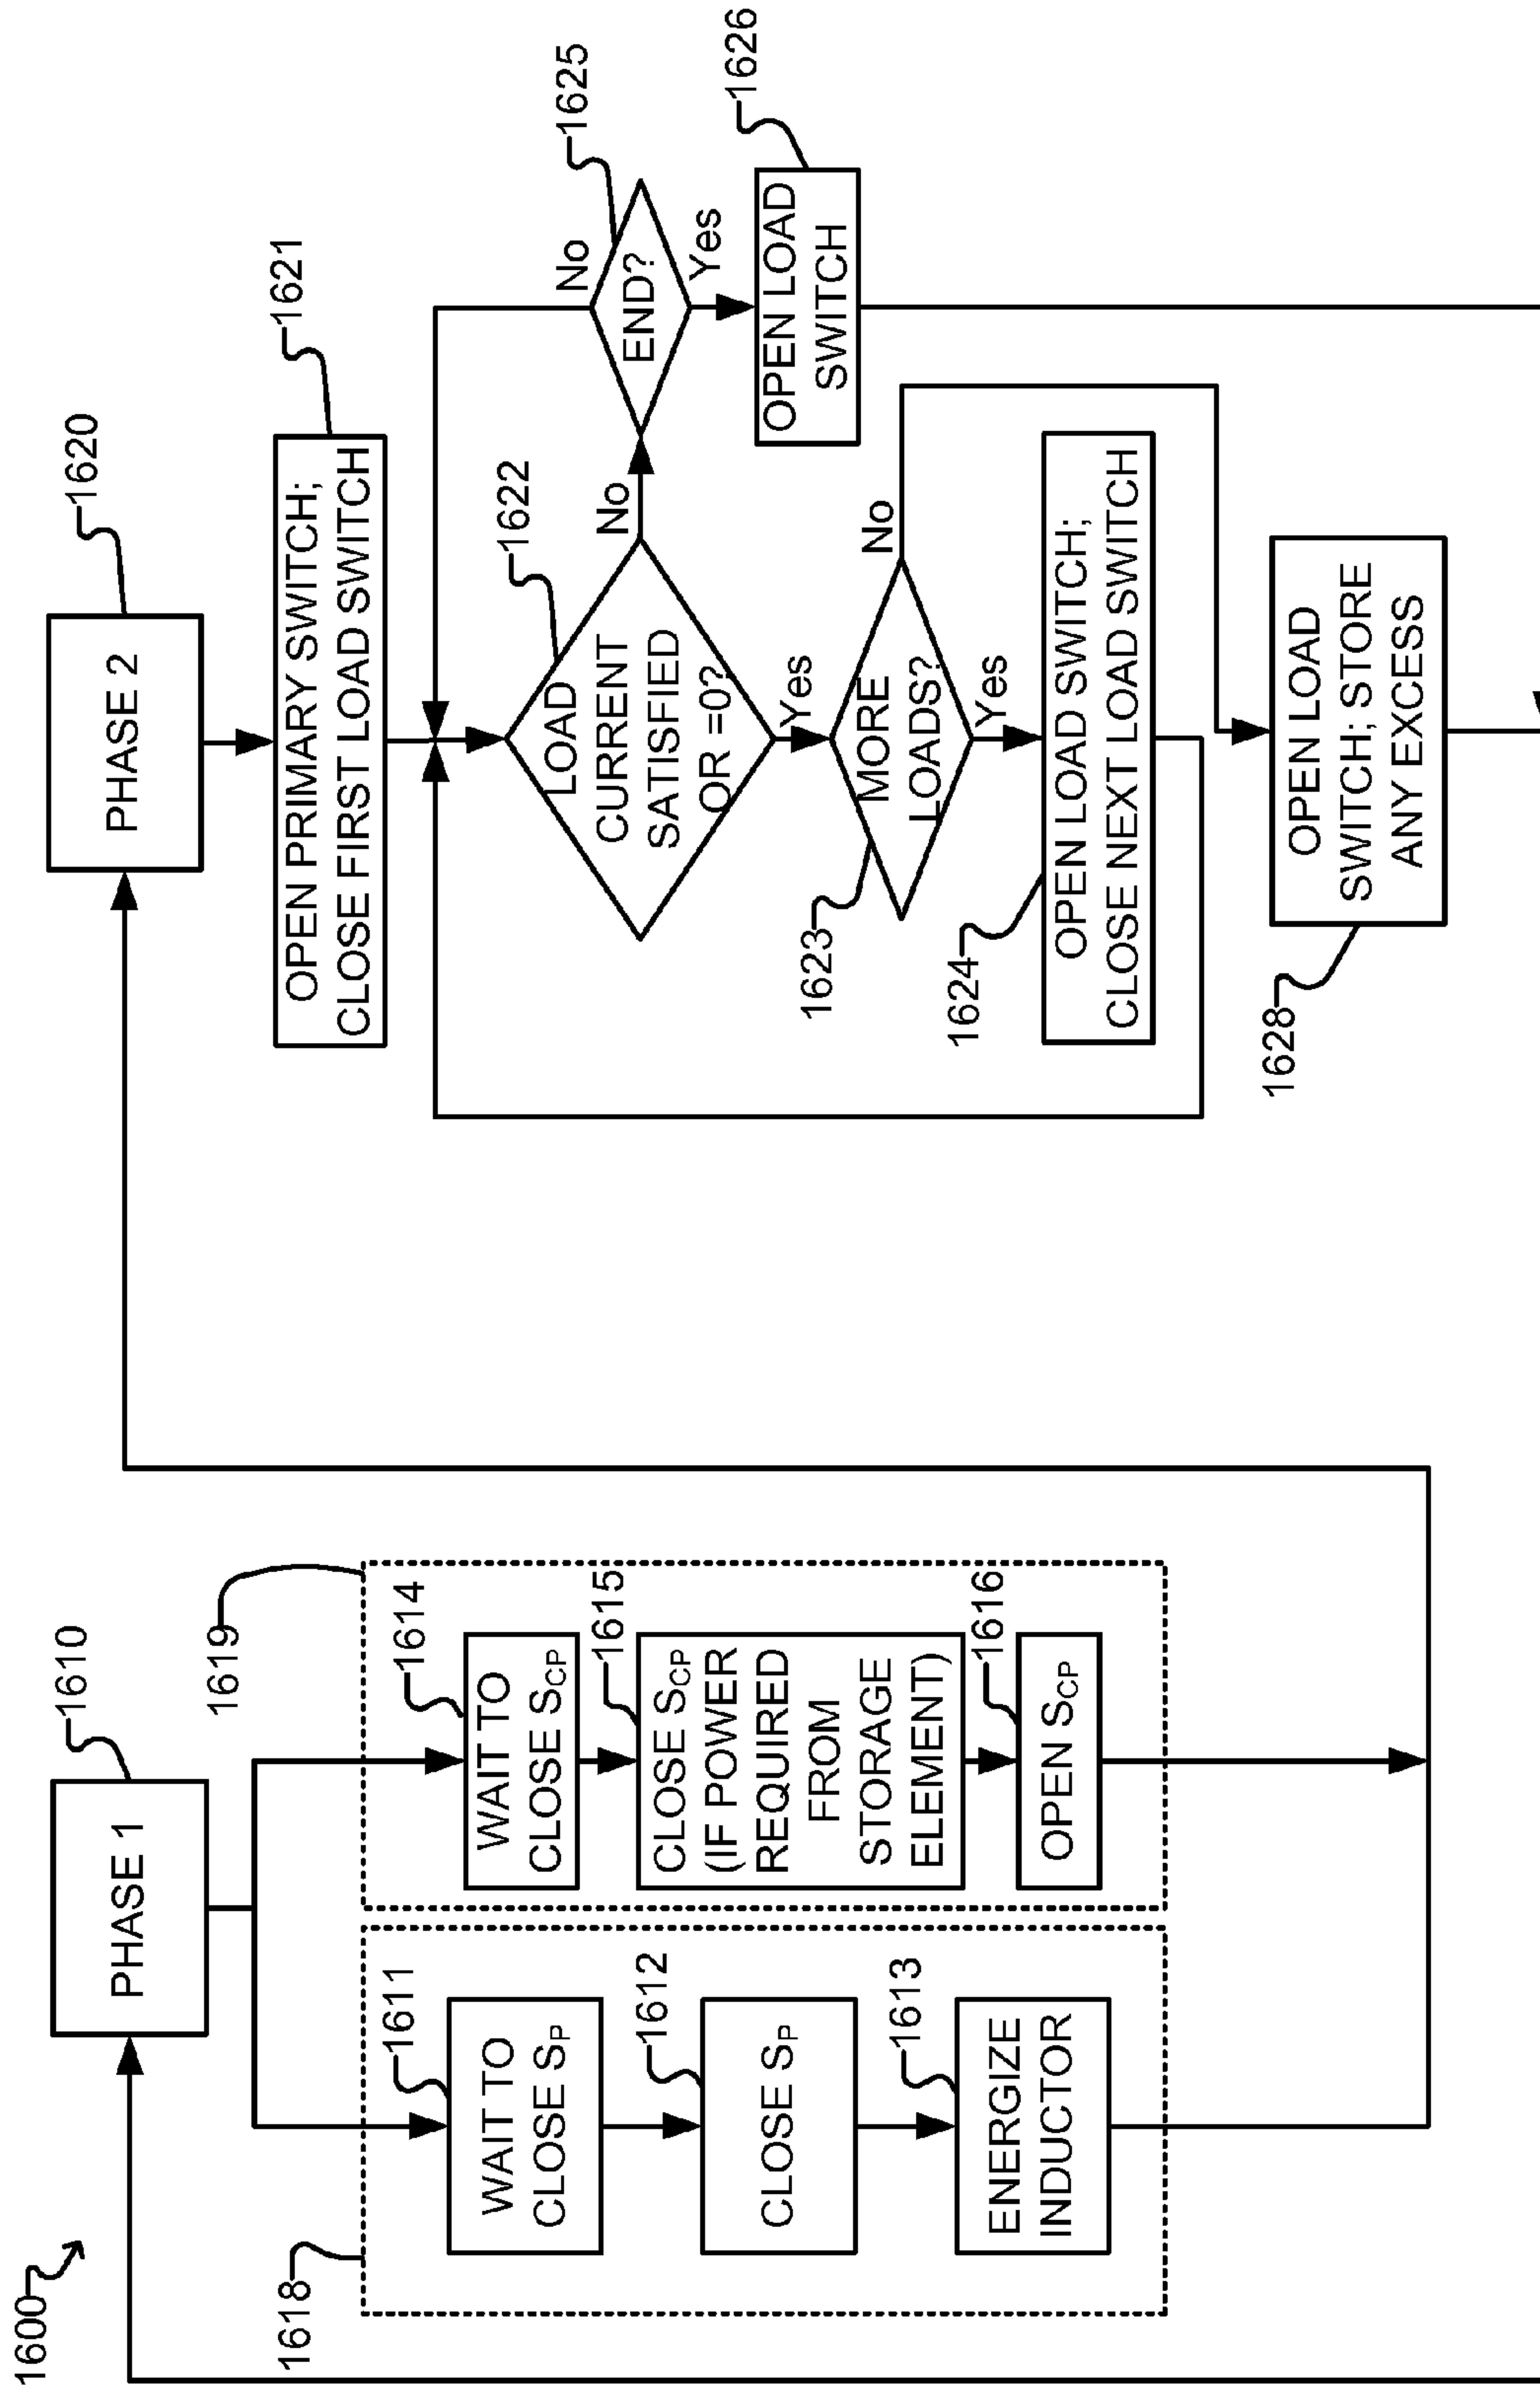 1600
PHASE 1
1610
1618
1619
WAIT TO
CLOSE SP
1611
CLOSE SP
1612
ENERGIZE
INDUCTOR
1613
WAIT TO
CLOSE SCP
1614
CLOSE SCP
(IF POWER
REQUIRED
FROM
STORAGE
ELEMENT)
1615
OPEN SCP
1616
PHASE 2
1620
OPEN PRIMARY SWITCH;
CLOSE FIRST LOAD SWITCH
1621
LOAD
CURRENT
SATISFIED
OR =0?
1622
No
Yes
END?
1625
No
Yes
OPEN LOAD
SWITCH
1626
MORE
LOADS?
1623
No
Yes
OPEN LOAD SWITCH;
CLOSE NEXT LOAD SWITCH
1624
OPEN LOAD
SWITCH; STORE
ANY EXCESS
1628